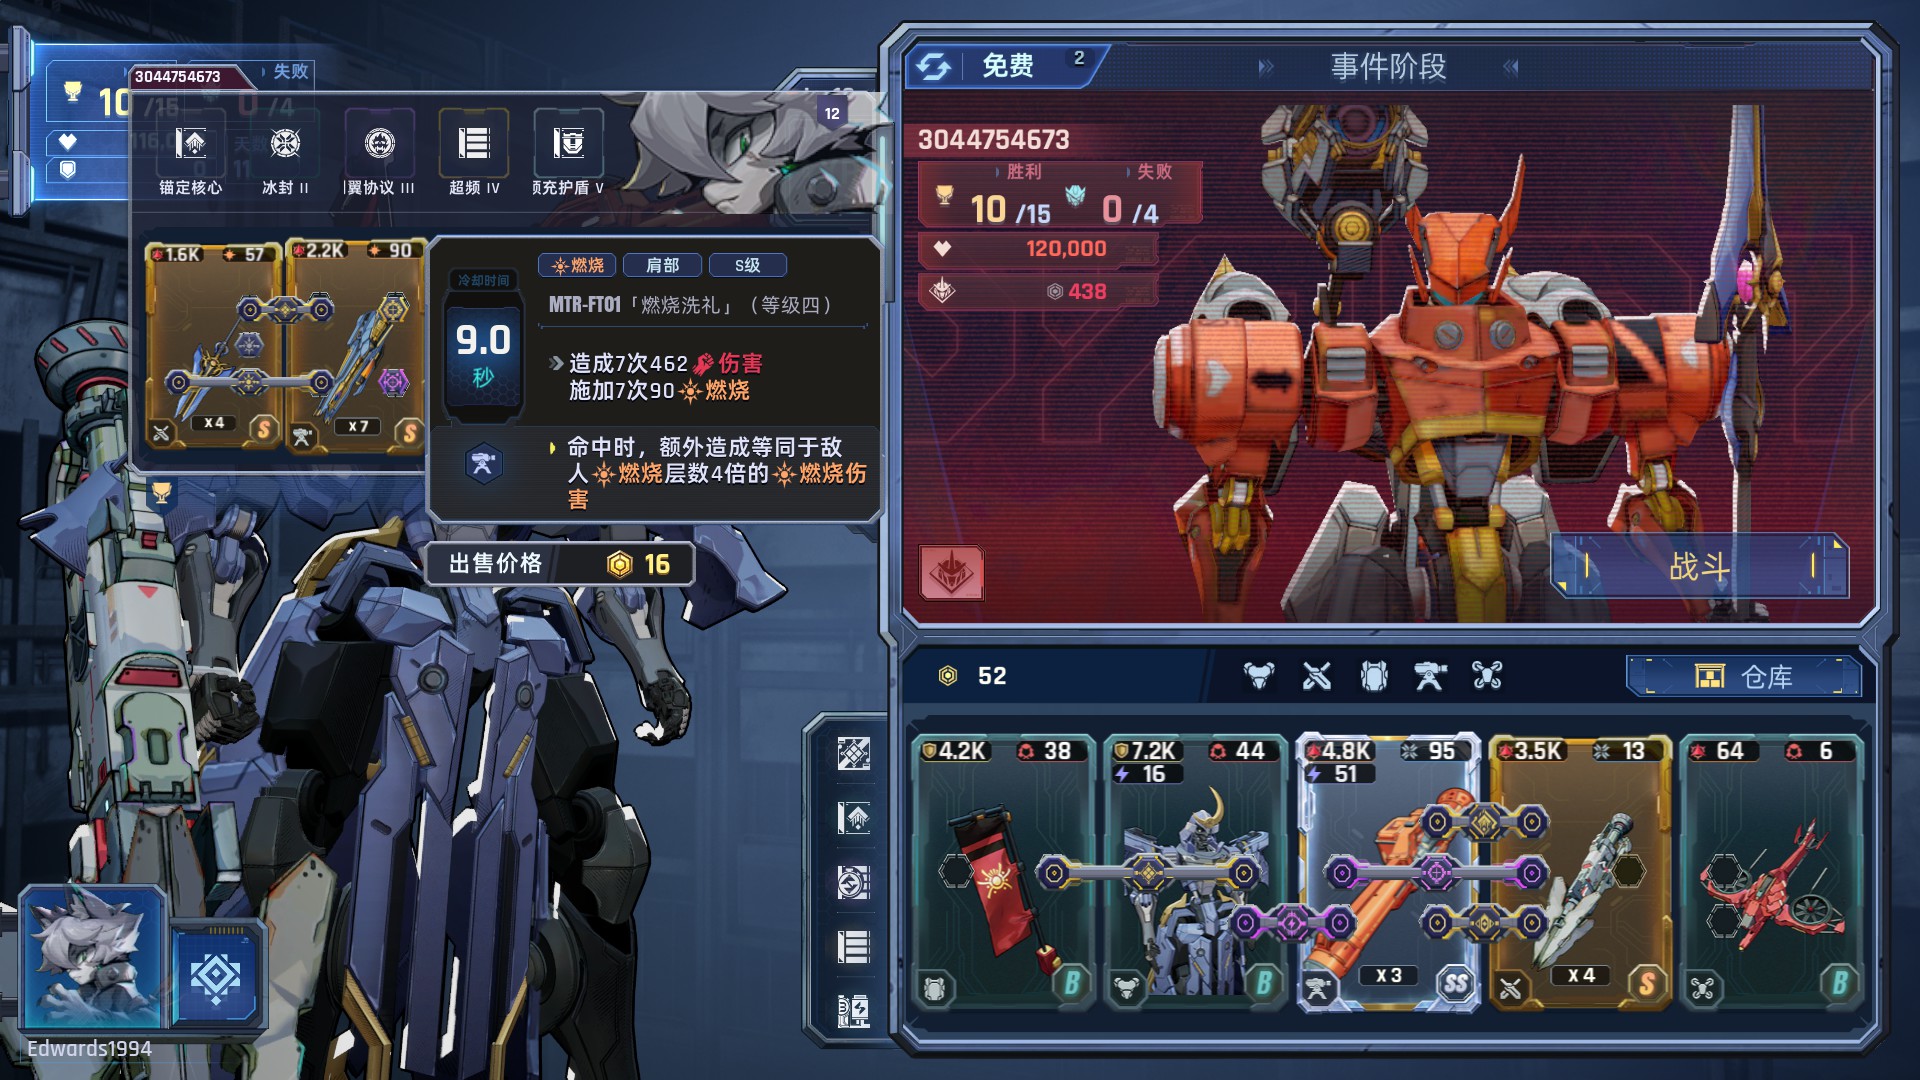 3044754673
失败
10 /15
0 /4
12
锚定核心
冰封 II
翼协议 III
超频 IV
充护盾 V
1.6K 57
x4
S
2.2K 90
x7
S
冷却时间
9.0
秒
燃烧
肩部
S级
MTR-FT01「燃烧洗礼」（等级四）
造成7次462伤害
施加7次90燃烧
命中时，额外造成等同于敌
人燃烧层数4倍的燃烧伤
害
出售价格 16
免费 2
事件阶段
3044754673
胜利 失败
10 /15 0 /4
120,000
438
战斗
52
仓库
4.2K 38
B
7.2K 44
16
B
4.8K 95
51
x3
SS
3.5K 13
x4
S
64 6
B
Edwards1994